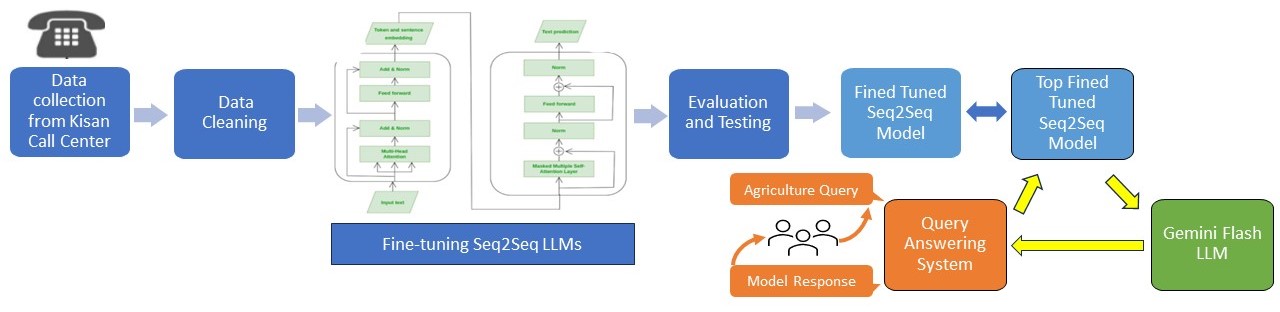 Data
collection
from Kisan
Call Center
Data
Cleaning
Token and sentence
embedding
Add & Norm
Feed forward
Add & Norm
Multi-Head
Attention
Input text
Text prediction
Norm
Feed forward
Norm
Masked Multiple Self-
Attention Layer
Fine-tuning Seq2Seq LLMs
Evaluation
and Testing
Fined Tuned
Seq2Seq
Model
Top Fined
Tuned
Seq2Seq
Model
Agriculture Query
Model Response
Query
Answering
System
Gemini Flash
LLM